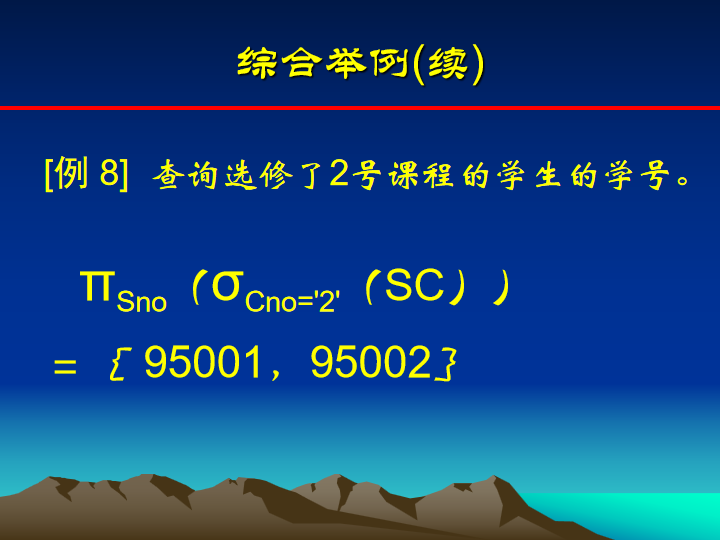 综合举例(续)
[例 8] 查询选修了2号课程的学生的学号。
πSno（σCno='2'（SC））
=｛95001，95002｝